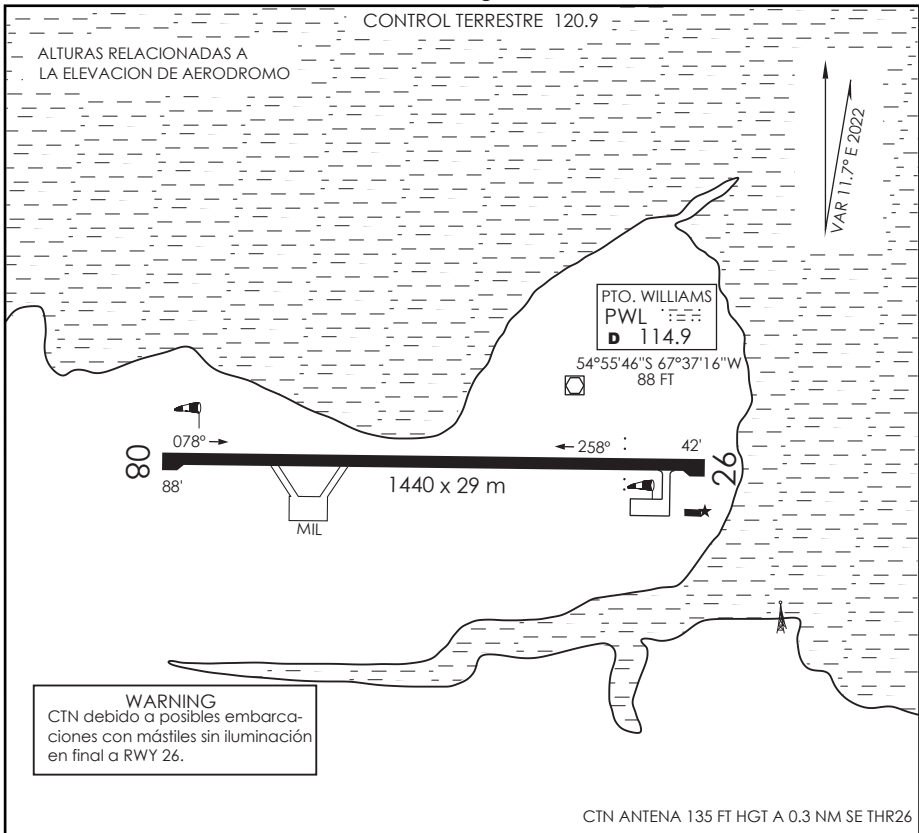 CONTROL TERRESTRE 120.9
ALTURAS RELACIONADAS A
LA ELEVACION DE AERODROMO
VAR 11.7° E 2022
PTO. WILLIAMS
PWL
D 114.9
54°55'46"S 67°37'16"W
88 FT
08
078°
258°
42'
26
88'
1440 x 29 m
MIL
WARNING
CTN debido a posibles embarca-
ciones con mástiles sin iluminación
en final a RWY 26.
CTN ANTENA 135 FT HGT A 0.3 NM SE THR26